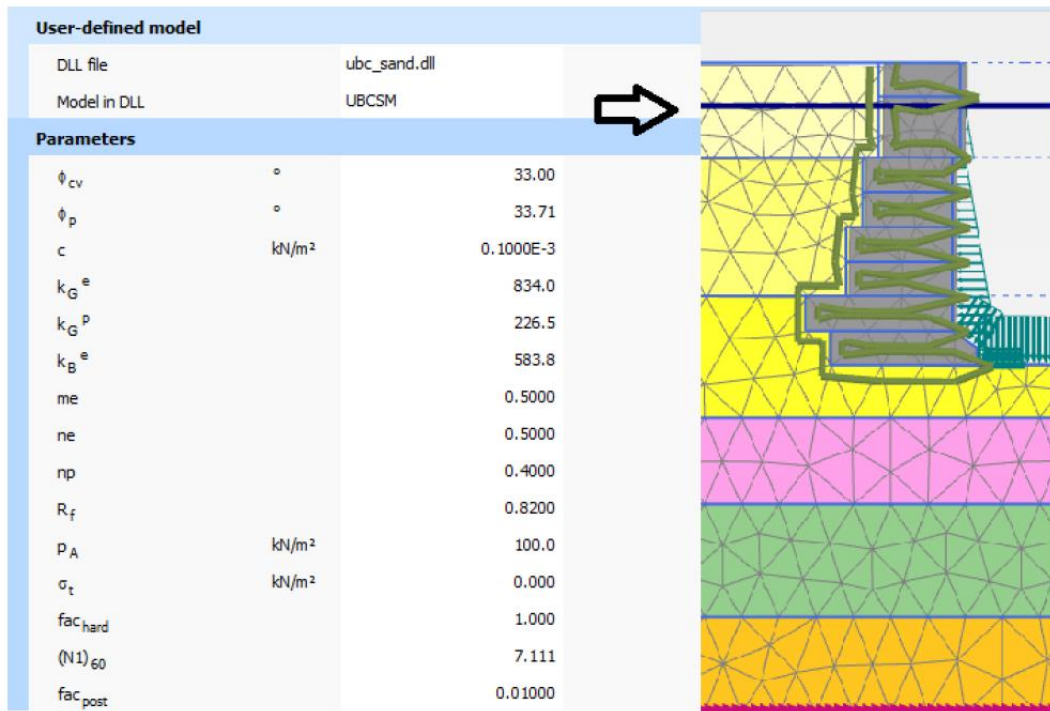 User-defined model
DLL file ubc_sand.dll
Model in DLL UBCSM
Parameters
ϕcv ° 33.00
ϕp ° 33.71
c kN/m² 0.1000E-3
kG^e 834.0
kG^p 226.5
kB^e 583.8
me 0.5000
ne 0.5000
np 0.4000
Rf 0.8200
pA kN/m² 100.0
σt kN/m² 0.000
fachard 1.000
(N1)60 7.111
facpost 0.01000